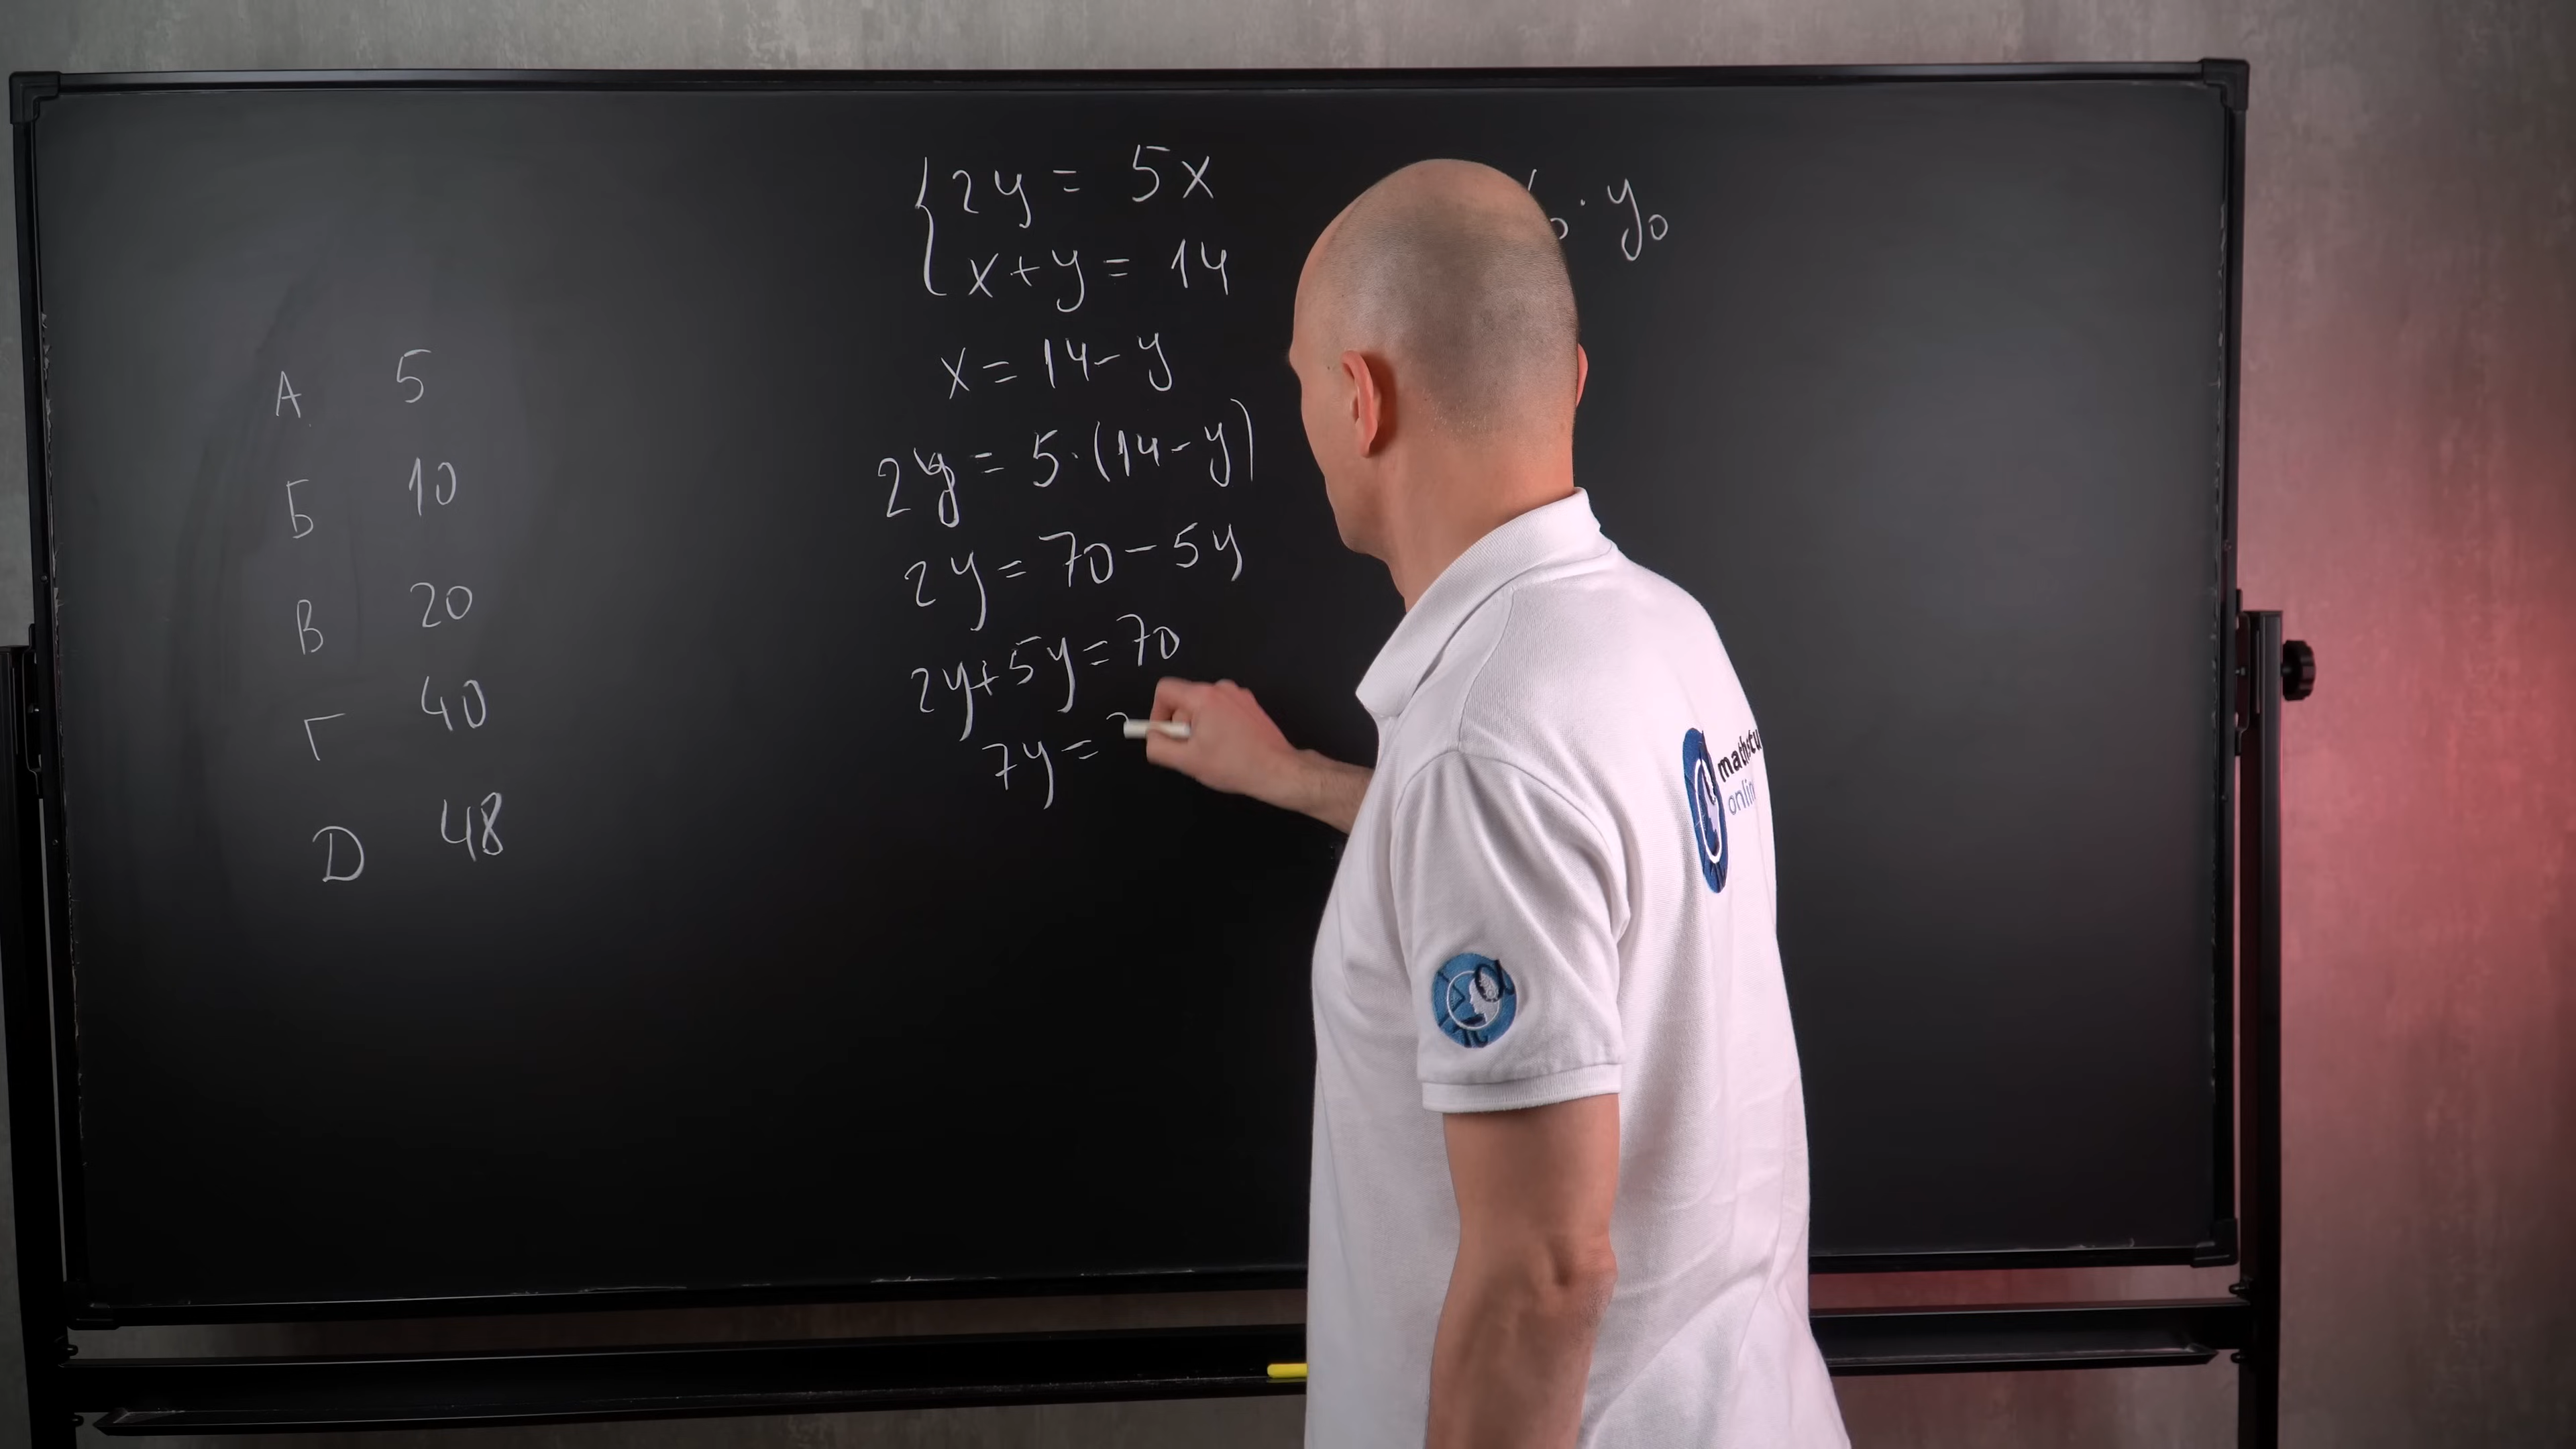 А 5
Б 10
В 20
Г 40
Д 48
2y = 5x
x+y = 14
x = 14-y
2y = 5·(14-y)
2y = 70-5y
2y+5y=70
7y =
· y₀